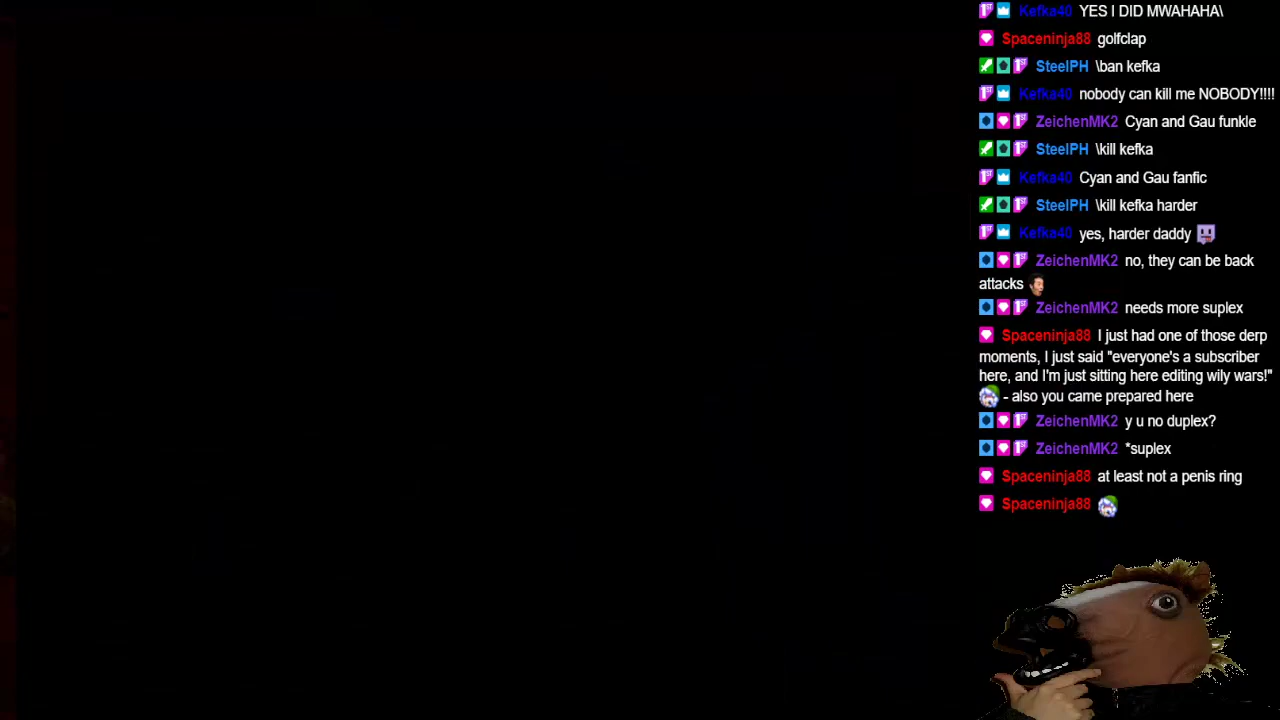 Kefka40 YES I DID MWAHAHA\
Spaceninja88 golfclap
SteelPH \ban kefka
Kefka40 nobody can kill me NOBODY!!!!
ZeichenMK2 Cyan and Gau funkle
SteelPH \kill kefka
Kefka40 Cyan and Gau fanfic
SteelPH \kill kefka harder
Kefka40 yes, harder daddy
ZeichenMK2 no, they can be back
attacks
ZeichenMK2 needs more suplex
Spaceninja88 I just had one of those derp
moments, I just said "everyone's a subscriber
here, and I'm just sitting here editing wily wars!"
- also you came prepared here
ZeichenMK2 y u no duplex?
ZeichenMK2 *suplex
Spaceninja88 at least not a penis ring
Spaceninja88